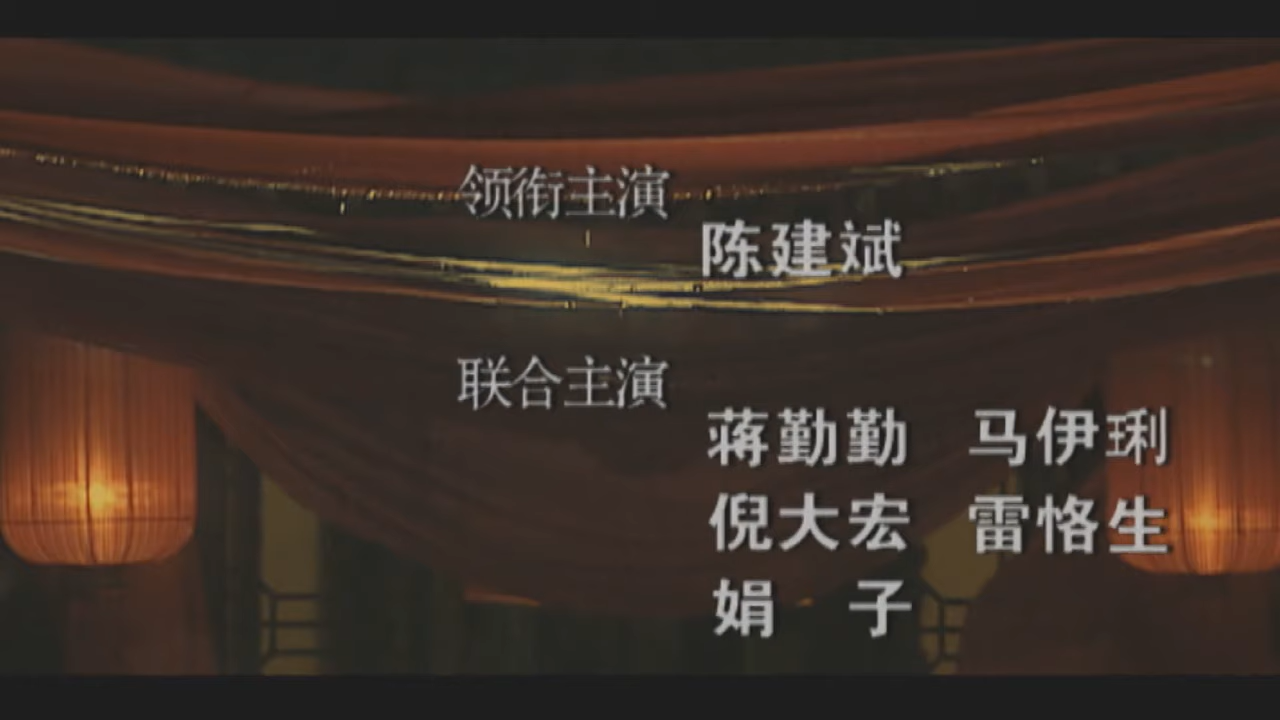 领衔主演
陈建斌
联合主演
蒋勤勤 马伊琍
倪大宏 雷恪生
娟 子